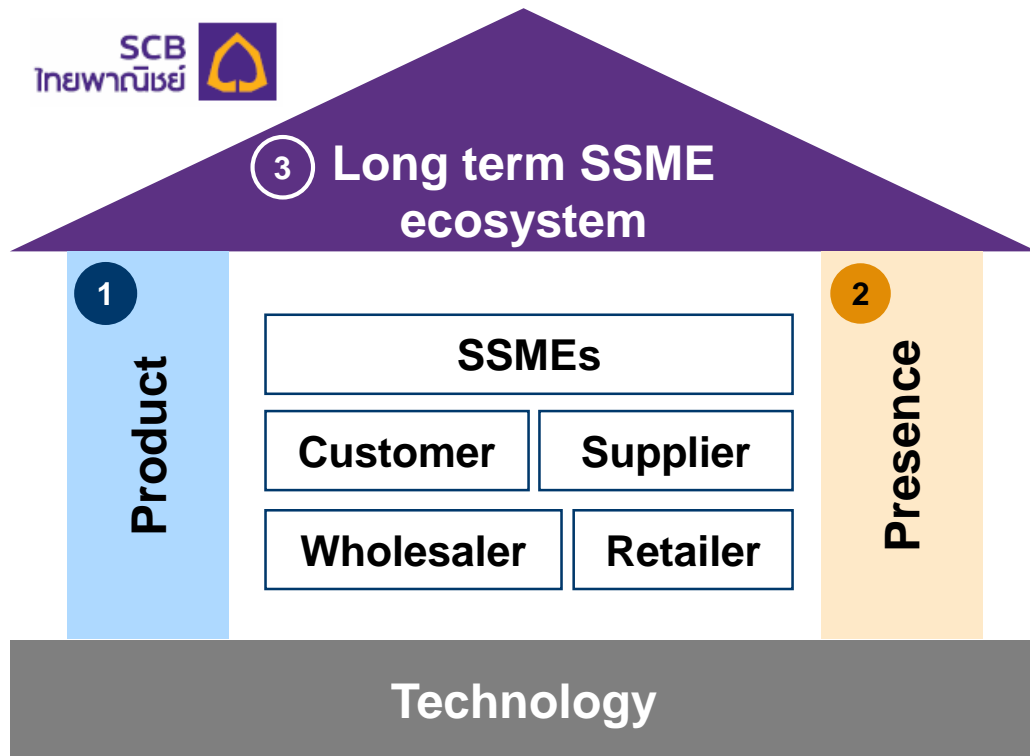 SCB
ไทยพาณิชย์
3 Long term SSME
ecosystem
1
2
Product
SSMEs
Customer Supplier
Wholesaler Retailer
Presence
Technology